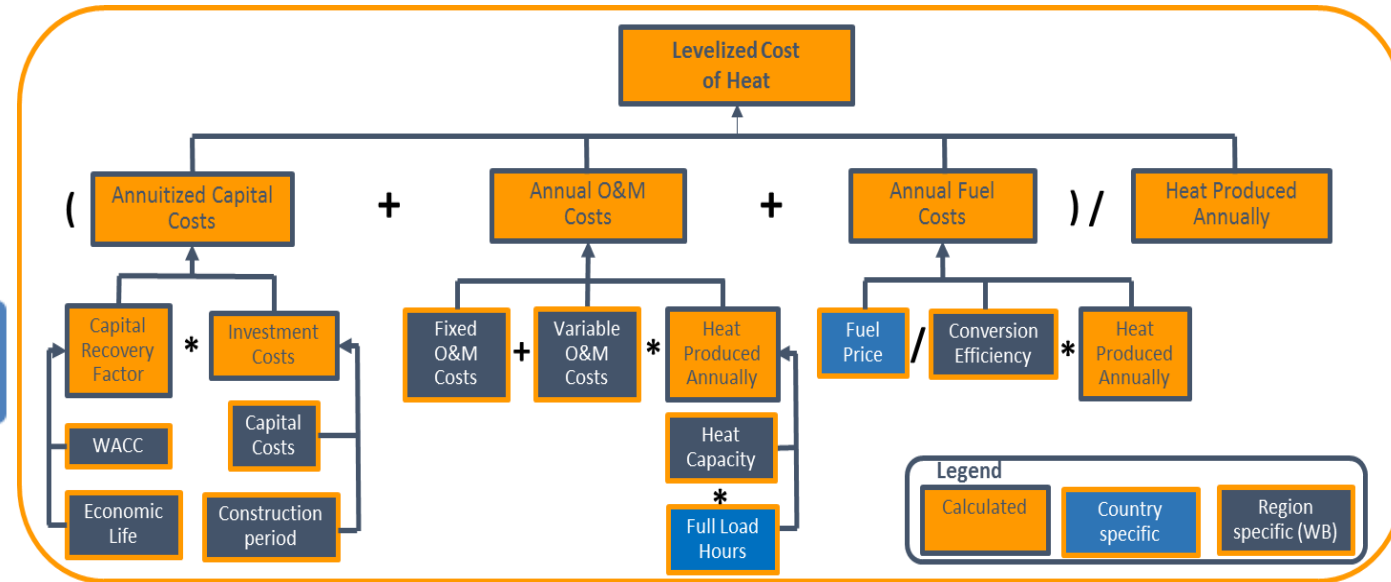 Levelized Cost
of Heat
(
Annuitized Capital
Costs
+
Annual O&M
Costs
+
Annual Fuel
Costs
) /
Heat Produced
Annually
Capital
Recovery
Factor
*
Investment
Costs
Fixed
O&M
Costs
+
Variable
O&M
Costs
*
Heat
Produced
Annually
Fuel
Price
/
Conversion
Efficiency
*
Heat
Produced
Annually
WACC
Capital
Costs
Heat
Capacity
*
Economic
Life
Construction
period
Full Load
Hours
Legend
Calculated
Country
specific
Region
specific (WB)